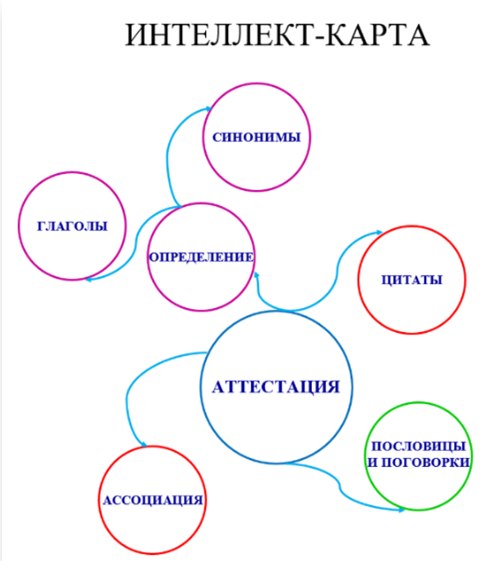 ИНТЕЛЛЕКТ-КАРТА
СИНОНИМЫ
ГЛАГОЛЫ
ОПРЕДЕЛЕНИЕ
ЦИТАТЫ
АТТЕСТАЦИЯ
ПОСЛОВИЦЫ
И ПОГОВОРКИ
АССОЦИАЦИЯ